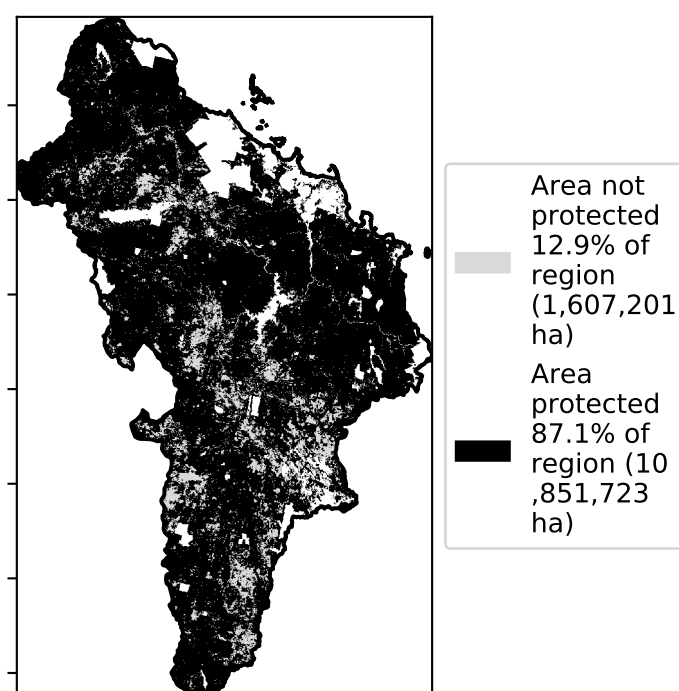 Area not
protected
12.9% of
region
(1,607,201
ha)
Area
protected
87.1% of
region (10
,851,723
ha)